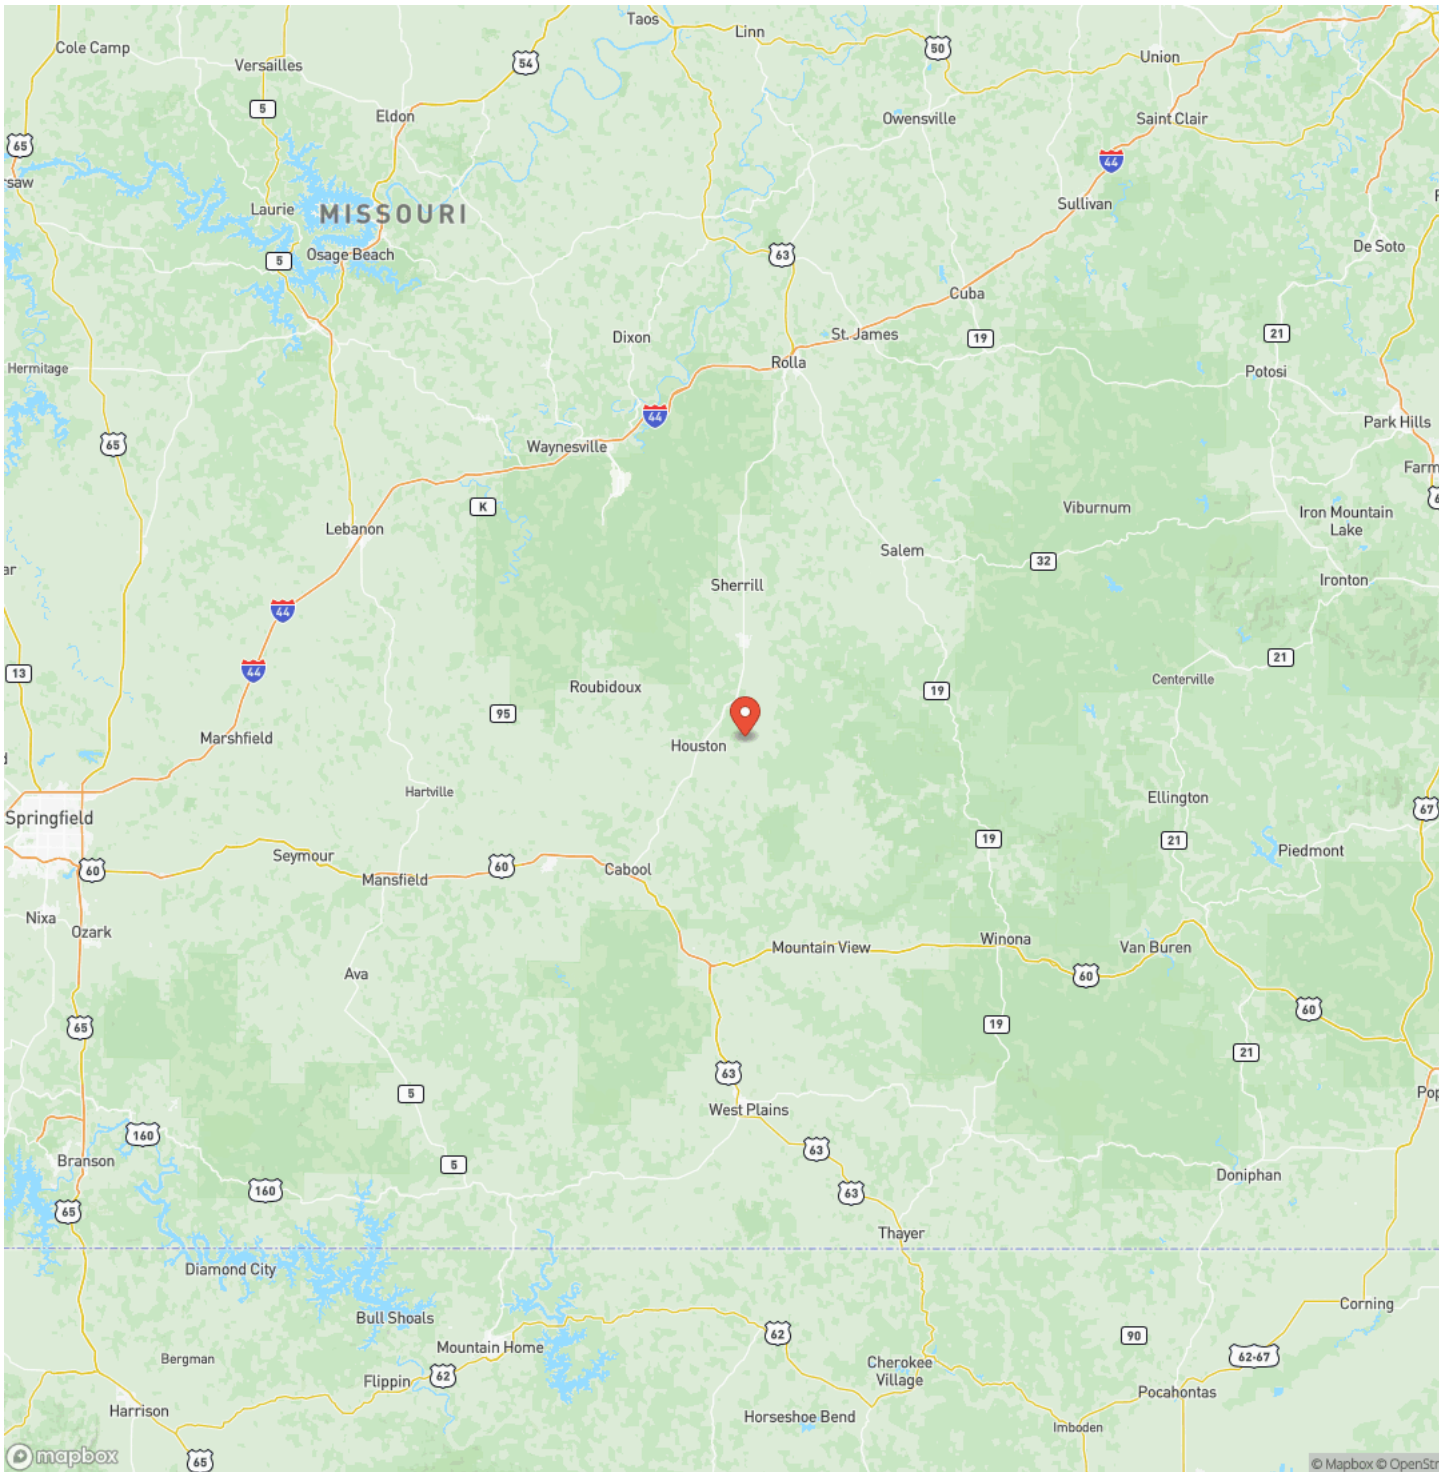 Taos
Linn
Cole Camp
Versailles
54
50
Union
5
Eldon
Owensville
Saint Clair
65
44
rsaw
Laurie
MISSOURI
Sullivan
5
Osage Beach
63
De Soto
Cuba
Dixon
St. James
19
21
Hermitage
Rolla
Potosi
65
44
Park Hills
Waynesville
Farm
K
Viburnum
Iron Mountain
Lake
Lebanon
Salem
32
ar
Sherrill
Ironton
44
13
44
21
Roubidoux
19
Centerville
95
Marshfield
Houston
Hartville
Ellington
67
Springfield
19
21
Piedmont
Seymour
60
60
Cabool
Mansfield
Nixa
Ozark
Mountain View
Winona
Van Buren
Ava
60
60
65
19
21
63
5
Pop
West Plains
160
63
Branson
5
Doniphan
160
63
65
Thayer
Diamond City
Corning
Bull Shoals
62
90
Mountain Home
62-67
Bergman
Cherokee
Village
Flippin
62
Pocahontas
Harrison
Horseshoe Bend
Imboden
65
mapbox
© Mapbox © OpenStr